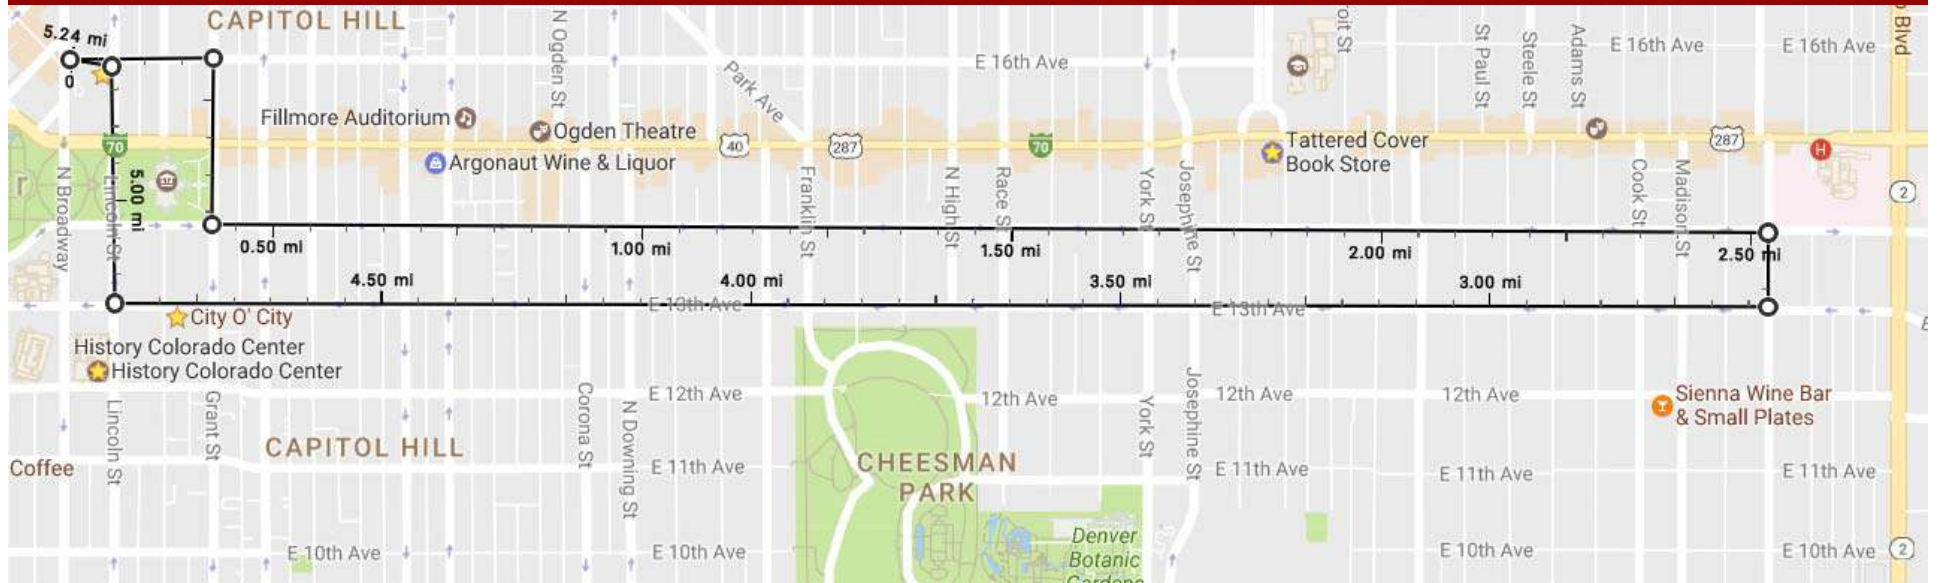 CAPITOL HILL
5.24 mi
0
N Ogden St
Park Ave
E 16th Ave
oit St
St Paul St
Steele St
Adams St
E 16th Ave
E 16th Ave
Blvd
Fillmore Auditorium
Ogden Theatre
Argonaut Wine & Liquor
70
40
287
70
Tattered Cover
Book Store
287
H
2
N Broadway
Lincoln St
5.00 mi
Franklin St
N High St
Race St
York St
Josephine St
Cook St
Madison St
0.50 mi
1.00 mi
1.50 mi
2.00 mi
2.50 mi
4.50 mi
4.00 mi
3.50 mi
3.00 mi
E 13th Ave
E 13th Ave
City O' City
History Colorado Center
History Colorado Center
Lincoln St
Grant St
Corona St
N Downing St
E 12th Ave
12th Ave
York St
Josephine St
12th Ave
12th Ave
Sienna Wine Bar
& Small Plates
Coffee
CAPITOL HILL
E 11th Ave
CHEESMAN
PARK
E 11th Ave
E 11th Ave
E 11th Ave
E 10th Ave
E 10th Ave
Denver
Botanic
Gardens
E 10th Ave
E 10th Ave
2